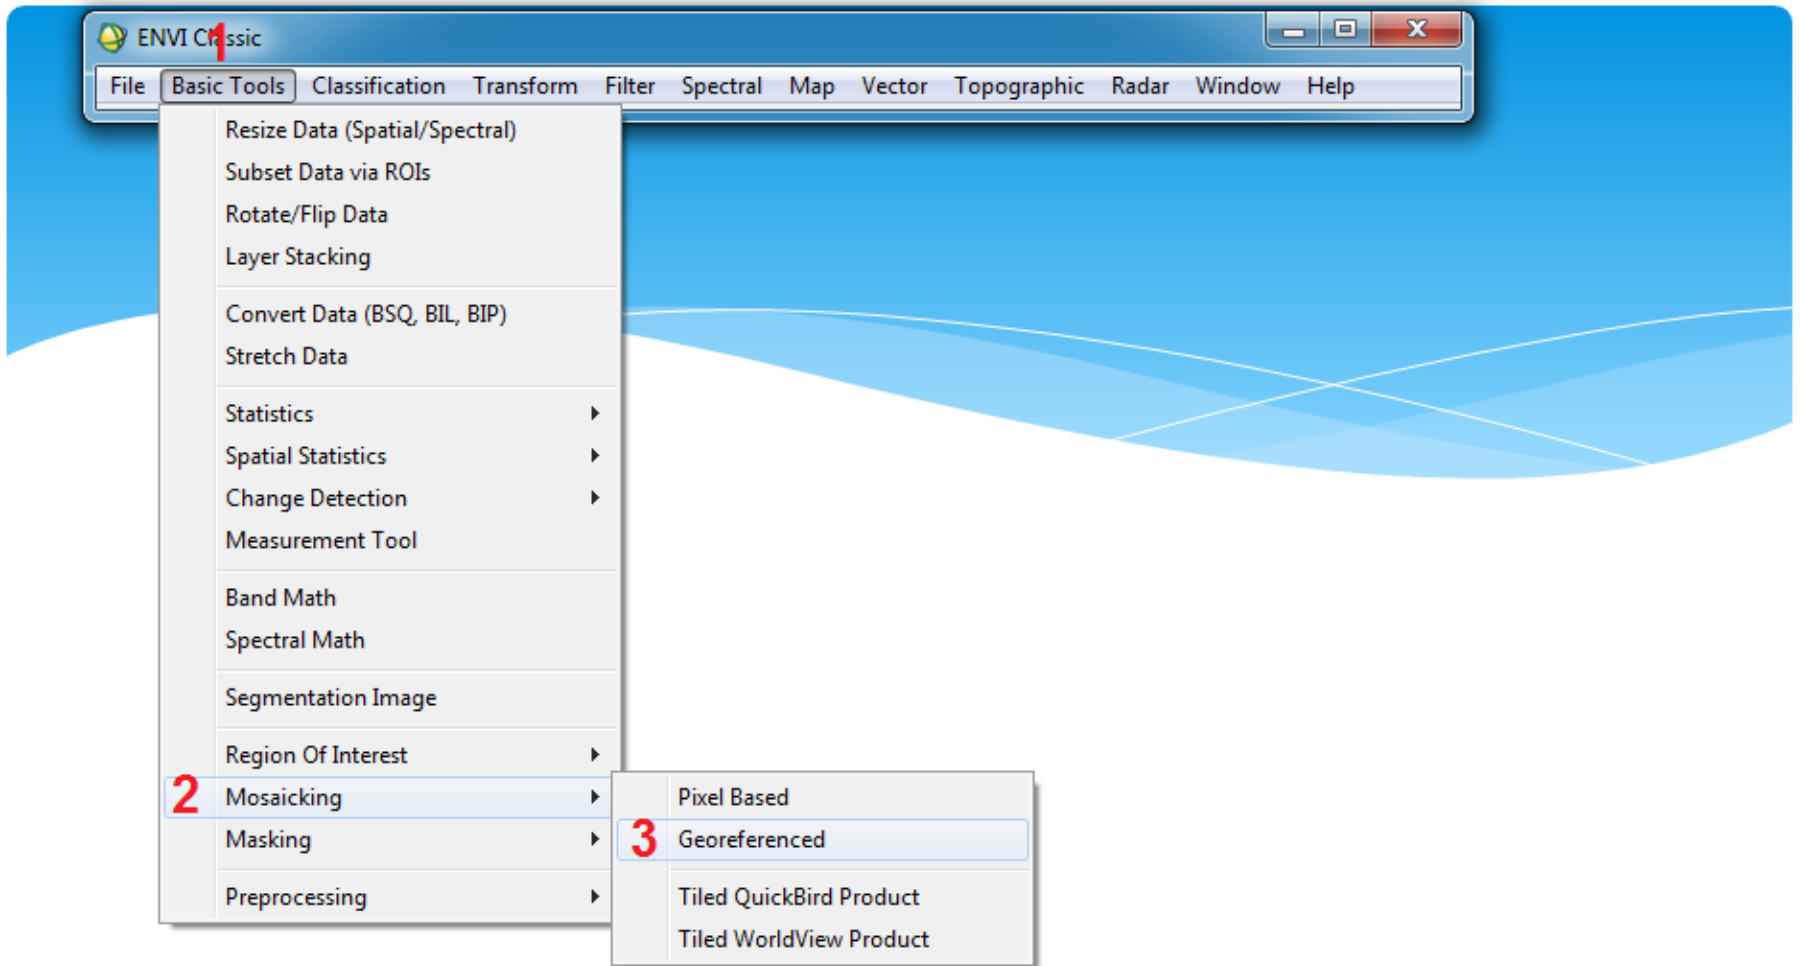 ENVI Classic
1
File Basic Tools Classification Transform Filter Spectral Map Vector Topographic Radar Window Help
Resize Data (Spatial/Spectral)
Subset Data via ROIs
Rotate/Flip Data
Layer Stacking
Convert Data (BSQ, BIL, BIP)
Stretch Data
Statistics
Spatial Statistics
Change Detection
Measurement Tool
Band Math
Spectral Math
Segmentation Image
Region Of Interest
2 Mosaicking
Masking
Preprocessing
Pixel Based
3 Georeferenced
Tiled QuickBird Product
Tiled WorldView Product